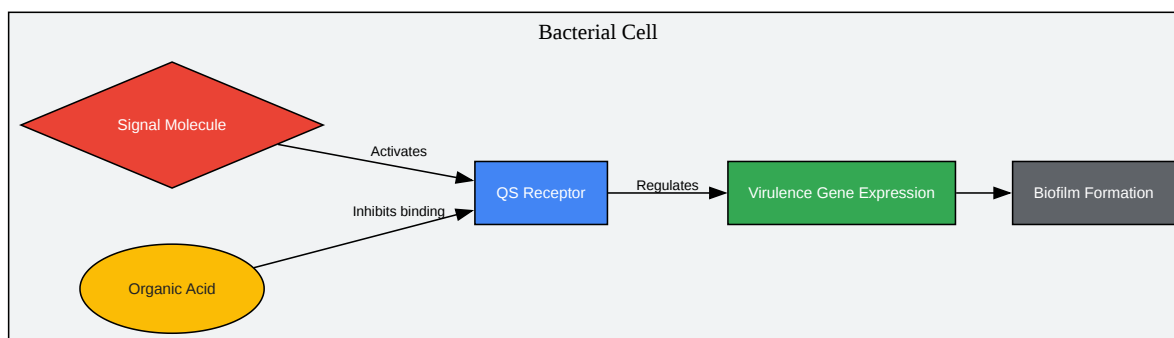 Bacterial Cell
Signal Molecule
Activates
QS Receptor
Regulates
Virulence Gene Expression
Biofilm Formation
Inhibits binding
Organic Acid